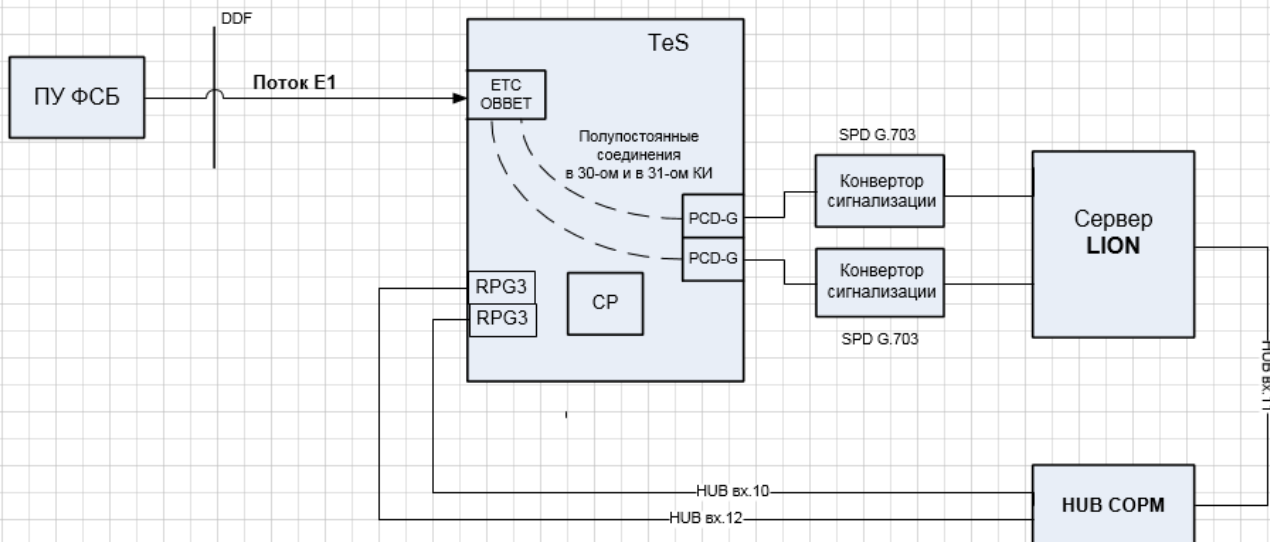 DDF
ПУ ФСБ
Поток Е1
TeS
ETC
OBBET
Полупостоянные
соединения
в 30-ом и в 31-ом КИ
PCD-G
PCD-G
RPG3
RPG3
CP
SPD G.703
Конвертор
сигнализации
Конвертор
сигнализации
SPD G.703
Сервер
LION
HUB вх.11
HUB вх.10
HUB вх.12
HUB СОРМ